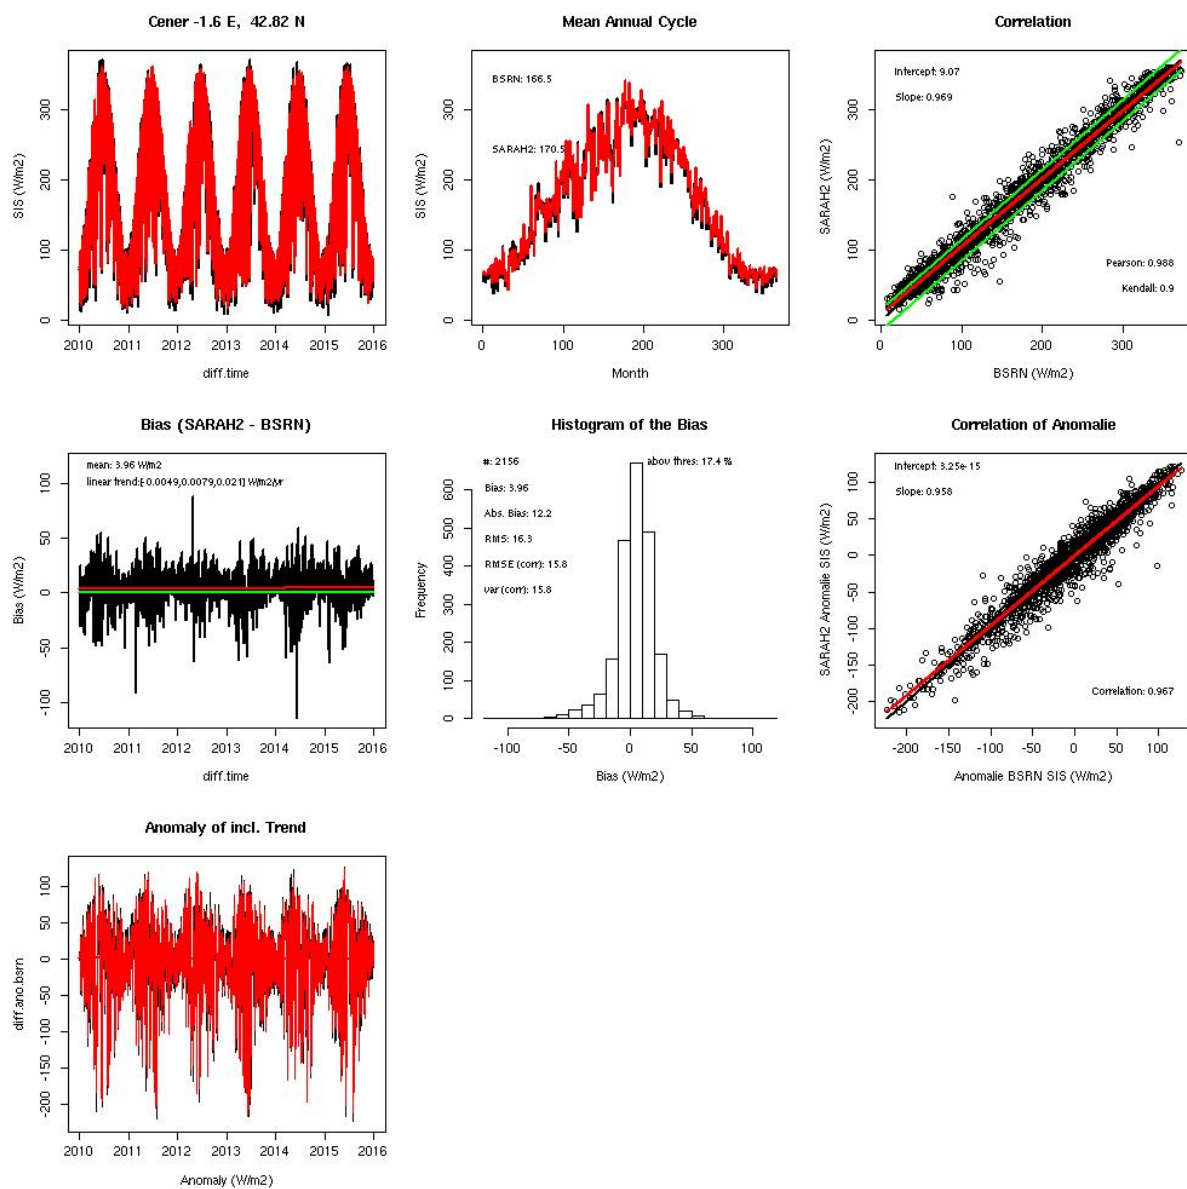 Cener -1.6 E, 42.82 N
SIS (W/m2)
300
200
100
0
2010 2011 2012 2013 2014 2015 2016
diff.time
Mean Annual Cycle
BSRN: 166.5
SARAH2: 170.5
SIS (W/m2)
300
200
100
0
0 100 200 300
Month
Correlation
Intercept: 9.07
Slope: 0.969
Pearson: 0.988
Kendall: 0.9
SARAH2 (W/m2)
300
200
100
0
0 100 200 300
BSRN (W/m2)
Bias (SARAH2 - BSRN)
mean: 3.96 W/m2
linear trend:[-0.0049,0.0079,0.021] W/m2/yr
Bias (W/m2)
100
50
0
-50
-100
2010 2011 2012 2013 2014 2015 2016
diff.time
Histogram of the Bias
#: 2156
abov thres: 17.4 %
Bias: 3.96
Abs. Bias: 12.2
RMS: 16.3
RMSE (corr): 15.8
var (corr): 15.8
Frequency
600
500
400
300
200
100
0
-100 -50 0 50 100
Bias (W/m2)
Correlation of Anomalie
Intercept: 3.25e-15
Slope: 0.958
Correlation: 0.967
SARAH2 Anomalie SIS (W/m2)
100
50
0
-50
-100
-150
-200
-200 -150 -100 -50 0 50 100
Anomalie BSRN SIS (W/m2)
Anomaly of incl. Trend
diff.ano.bsrn
100
50
0
-50
-100
-150
-200
2010 2011 2012 2013 2014 2015 2016
Anomaly (W/m2)